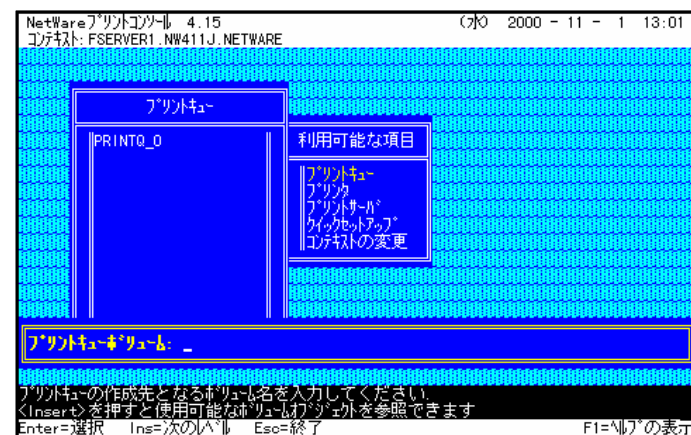 NetWareﾌﾟﾘﾝﾄｺﾝｿｰﾙ 4.15 (水) 2000 - 11 - 1 13:01
ｺﾝﾃｷｽﾄ: FSERVER1.NW411J.NETWARE
ﾌﾟﾘﾝﾄｷｭｰ
PRINTQ_0
利用可能な項目
ﾌﾟﾘﾝﾄｷｭｰ
ﾌﾟﾘﾝﾀ
ﾌﾟﾘﾝﾄｻｰﾊﾞ
ｸｲｯｸｾｯﾄｱｯﾌﾟ
ｺﾝﾃｷｽﾄの変更
ﾌﾟﾘﾝﾄｷｭｰﾎﾞﾘｭｰﾑ: _
ﾌﾟﾘﾝﾄｷｭｰの作成先となるﾎﾞﾘｭｰﾑ名を入力してください.
<Insert>を押すと使用可能なﾎﾞﾘｭｰﾑｵﾌﾞｼﾞｪｸﾄを参照できます
Enter=選択 Ins=次のﾚﾍﾞﾙ Esc=終了 F1=ﾍﾙﾌﾟの表示